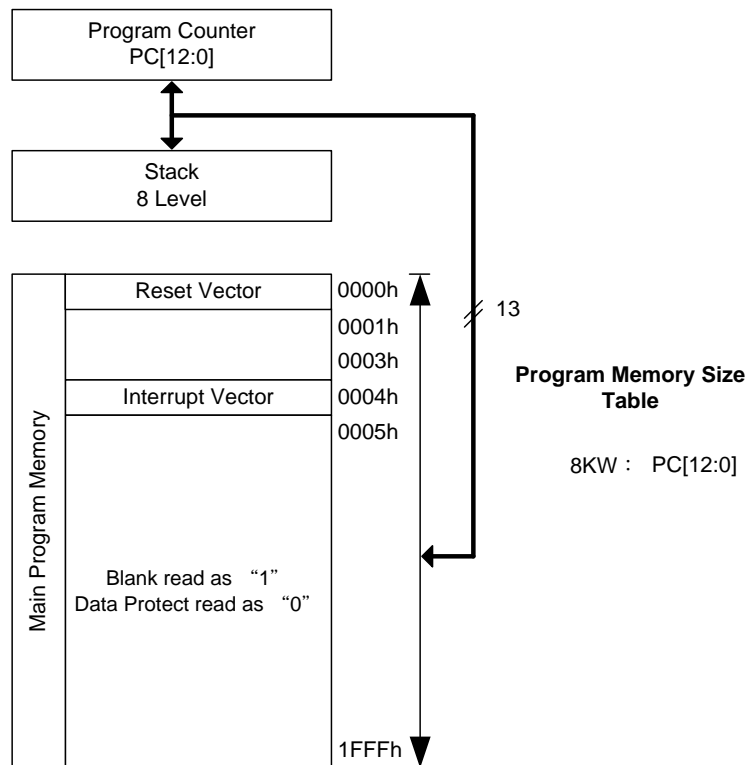 Program Counter
PC[12:0]
Stack
8 Level
Main Program Memory
Reset Vector
0000h
0001h
0003h
Interrupt Vector
0004h
0005h
Blank read as “1”
Data Protect read as “0”
1FFFh
13
Program Memory Size
Table
8KW： PC[12:0]